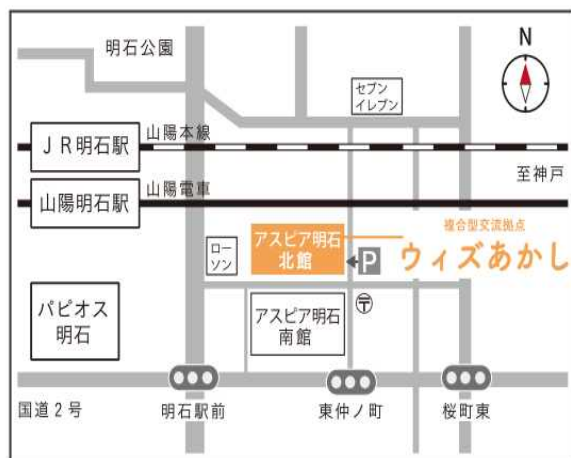 明石公園
N
セブン
イレブン
JR明石駅
山陽本線
至神戸
山陽明石駅
山陽電車
複合型交流拠点
ウィズあかし
ロー
ソン
アスピア明石
北館
P
パピオス
明石
アスピア明石
南館
〒
国道2号
明石駅前
東仲ノ町
桜町東